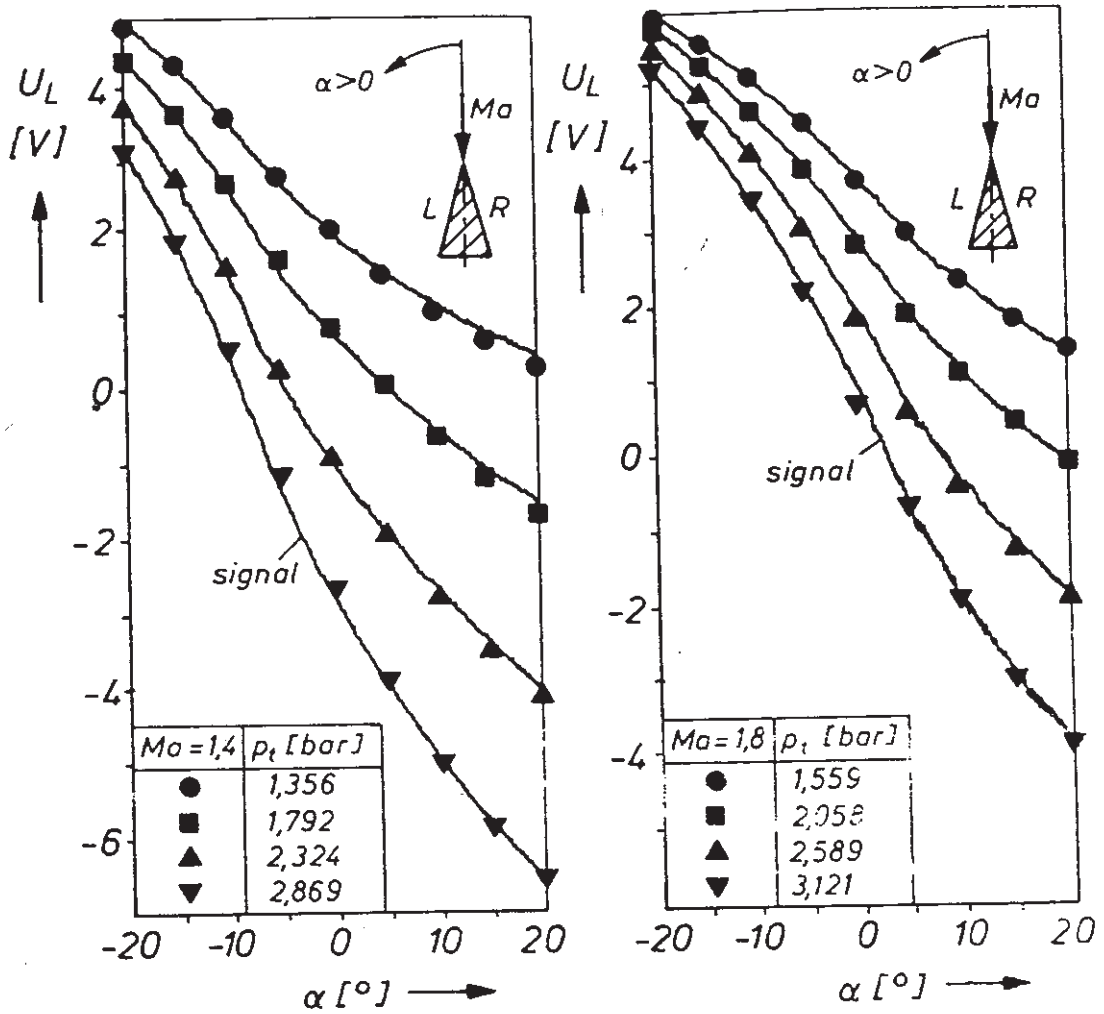 U_L
[V]
α>0
Ma
L R
4
2
0
-2
-4
-6
signal
Ma=1,4 p_t [bar]
1,356
1,792
2,324
2,869
-20 -10 0 10 20
α [°]
U_L
[V]
α>0
Ma
L R
4
2
0
-2
-4
signal
Ma=1,8 p_t [bar]
1,559
2,058
2,589
3,121
-20 -10 0 10 20
α [°]